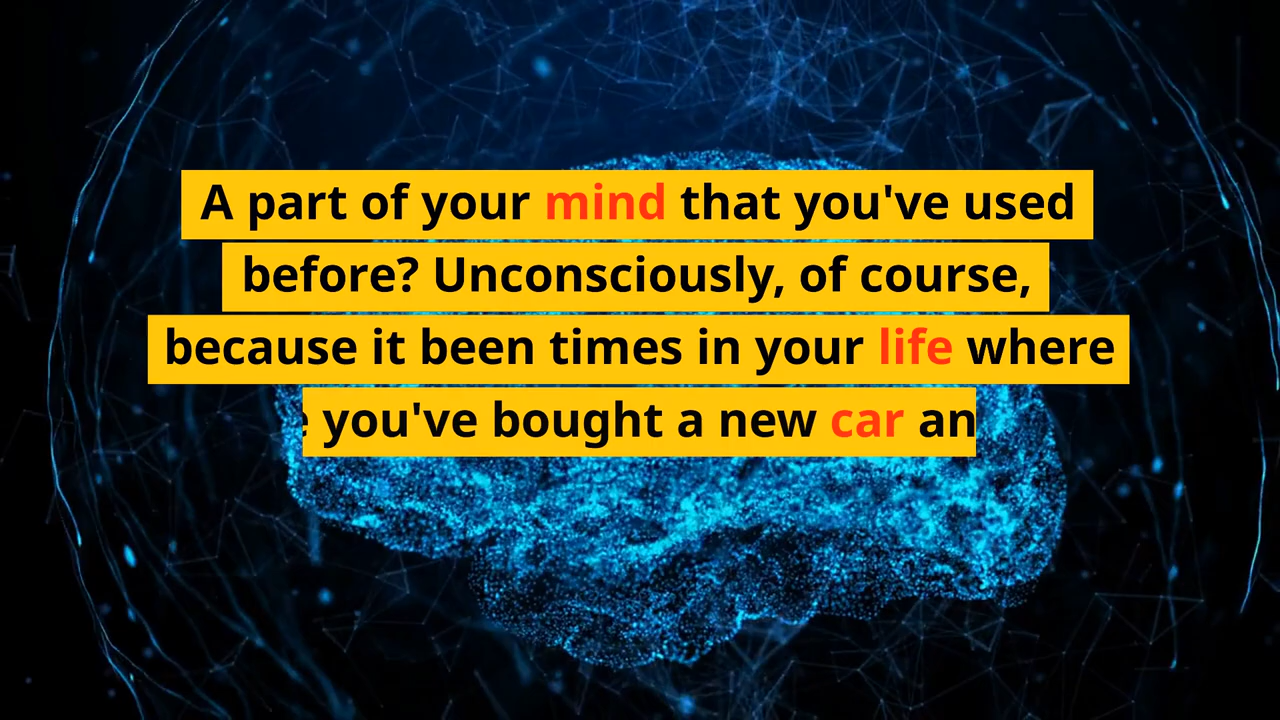 A part of your mind that you've used
before? Unconsciously, of course,
because it been times in your life where
you've bought a new car an